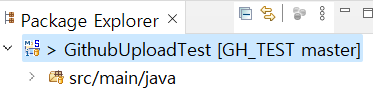 Package Explorer
> GithubUploadTest [GH_TEST master]
src/main/java